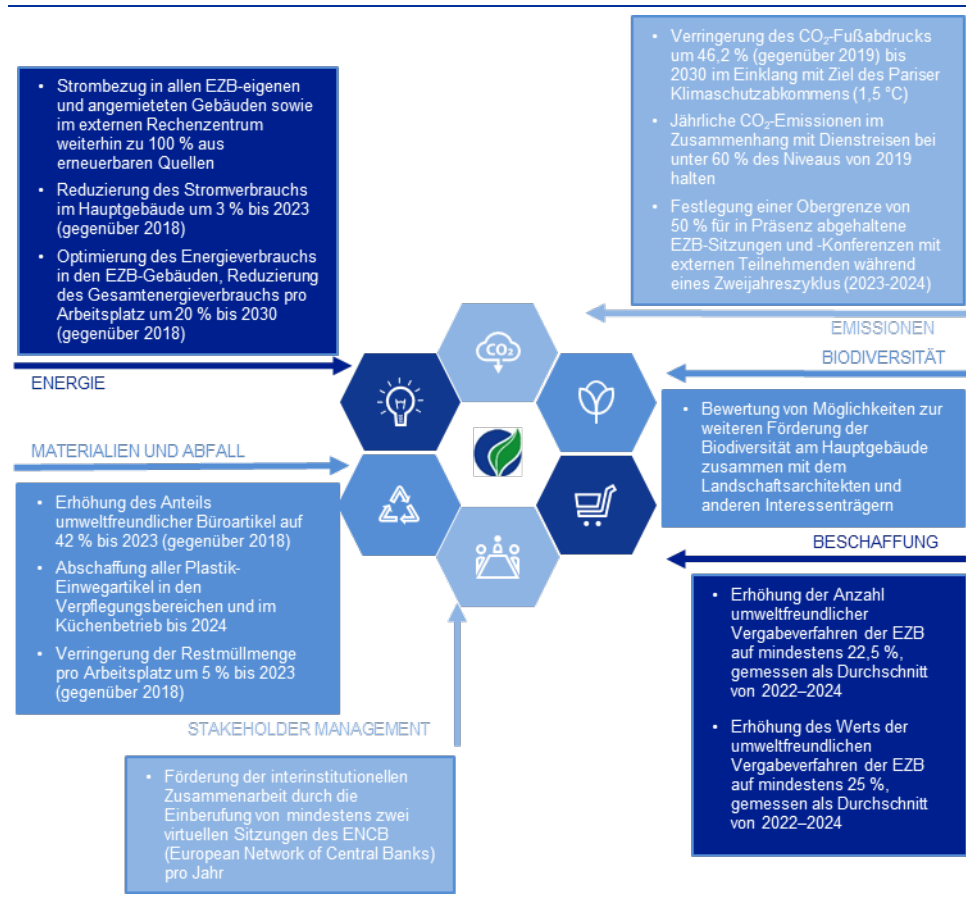 • Strombezug in allen EZB-eigenen
und angemieteten Gebäuden sowie
im externen Rechenzentrum
weiterhin zu 100 % aus
erneuerbaren Quellen
• Reduzierung des Stromverbrauchs
im Hauptgebäude um 3 % bis 2023
(gegenüber 2018)
• Optimierung des Energieverbrauchs
in den EZB-Gebäuden, Reduzierung
des Gesamtenergieverbrauchs pro
Arbeitsplatz um 20 % bis 2030
(gegenüber 2018)
ENERGIE
• Verringerung des CO₂-Fußabdrucks
um 46,2 % (gegenüber 2019) bis
2030 im Einklang mit Ziel des Pariser
Klimaschutzabkommens (1,5 °C)
• Jährliche CO₂-Emissionen im
Zusammenhang mit Dienstreisen bei
unter 60 % des Niveaus von 2019
halten
• Festlegung einer Obergrenze von
50 % für in Präsenz abgehaltene
EZB-Sitzungen und -Konferenzen mit
externen Teilnehmenden während
eines Zweijahreszyklus (2023-2024)
EMISSIONEN
CO₂
BIODIVERSITÄT
• Bewertung von Möglichkeiten zur
weiteren Förderung der
Biodiversität am Hauptgebäude
zusammen mit dem
Landschaftsarchitekten und
anderen Interessenträgern
MATERIALIEN UND ABFALL
• Erhöhung des Anteils
umweltfreundlicher Büroartikel auf
42 % bis 2023 (gegenüber 2018)
• Abschaffung aller Plastik-
Einwegartikel in den
Verpflegungsbereichen und im
Küchenbetrieb bis 2024
• Verringerung der Restmüllmenge
pro Arbeitsplatz um 5 % bis 2023
(gegenüber 2018)
BESCHAFFUNG
• Erhöhung der Anzahl
umweltfreundlicher
Vergabeverfahren der EZB
auf mindestens 22,5 %,
gemessen als Durchschnitt
von 2022–2024
• Erhöhung des Werts der
umweltfreundlichen
Vergabeverfahren der EZB
auf mindestens 25 %,
gemessen als Durchschnitt
von 2022–2024
STAKEHOLDER MANAGEMENT
• Förderung der interinstitutionellen
Zusammenarbeit durch die
Einberufung von mindestens zwei
virtuellen Sitzungen des ENCB
(European Network of Central Banks)
pro Jahr